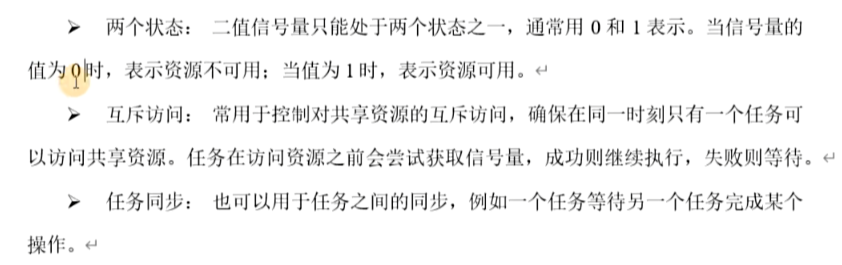 ➢ 两个状态： 二值信号量只能处于两个状态之一，通常用 0 和 1 表示。当信号量的
值为 0 时，表示资源不可用；当值为 1 时，表示资源可用。↵
➢ 互斥访问： 常用于控制对共享资源的互斥访问，确保在同一时刻只有一个任务可
以访问共享资源。任务在访问资源之前会尝试获取信号量，成功则继续执行，失败则等待。↵
➢ 任务同步： 也可以用于任务之间的同步，例如一个任务等待另一个任务完成某个
操作。↵